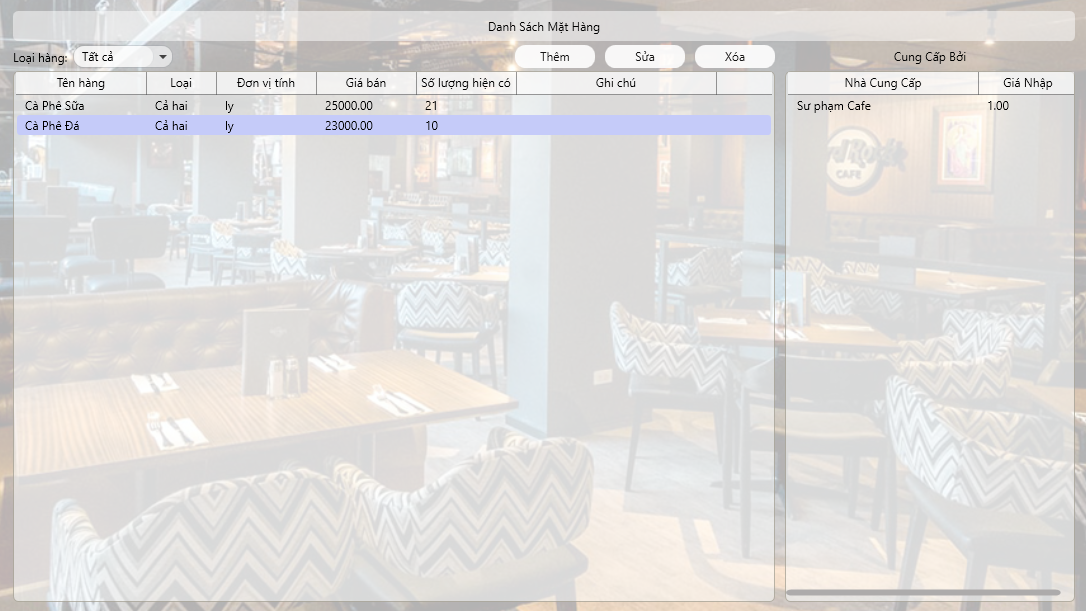 Danh Sách Mặt Hàng
Loại hàng: Tất cả Thêm Sửa Xóa Cung Cấp Bởi
Tên hàng Loại Đơn vị tính Giá bán Số lượng hiện có Ghi chú Nhà Cung Cấp Giá Nhập
Cà Phê Sữa Cả hai ly 25000.00 21 Sư phạm Cafe 1.00
Cà Phê Đá Cả hai ly 23000.00 10
CAFE